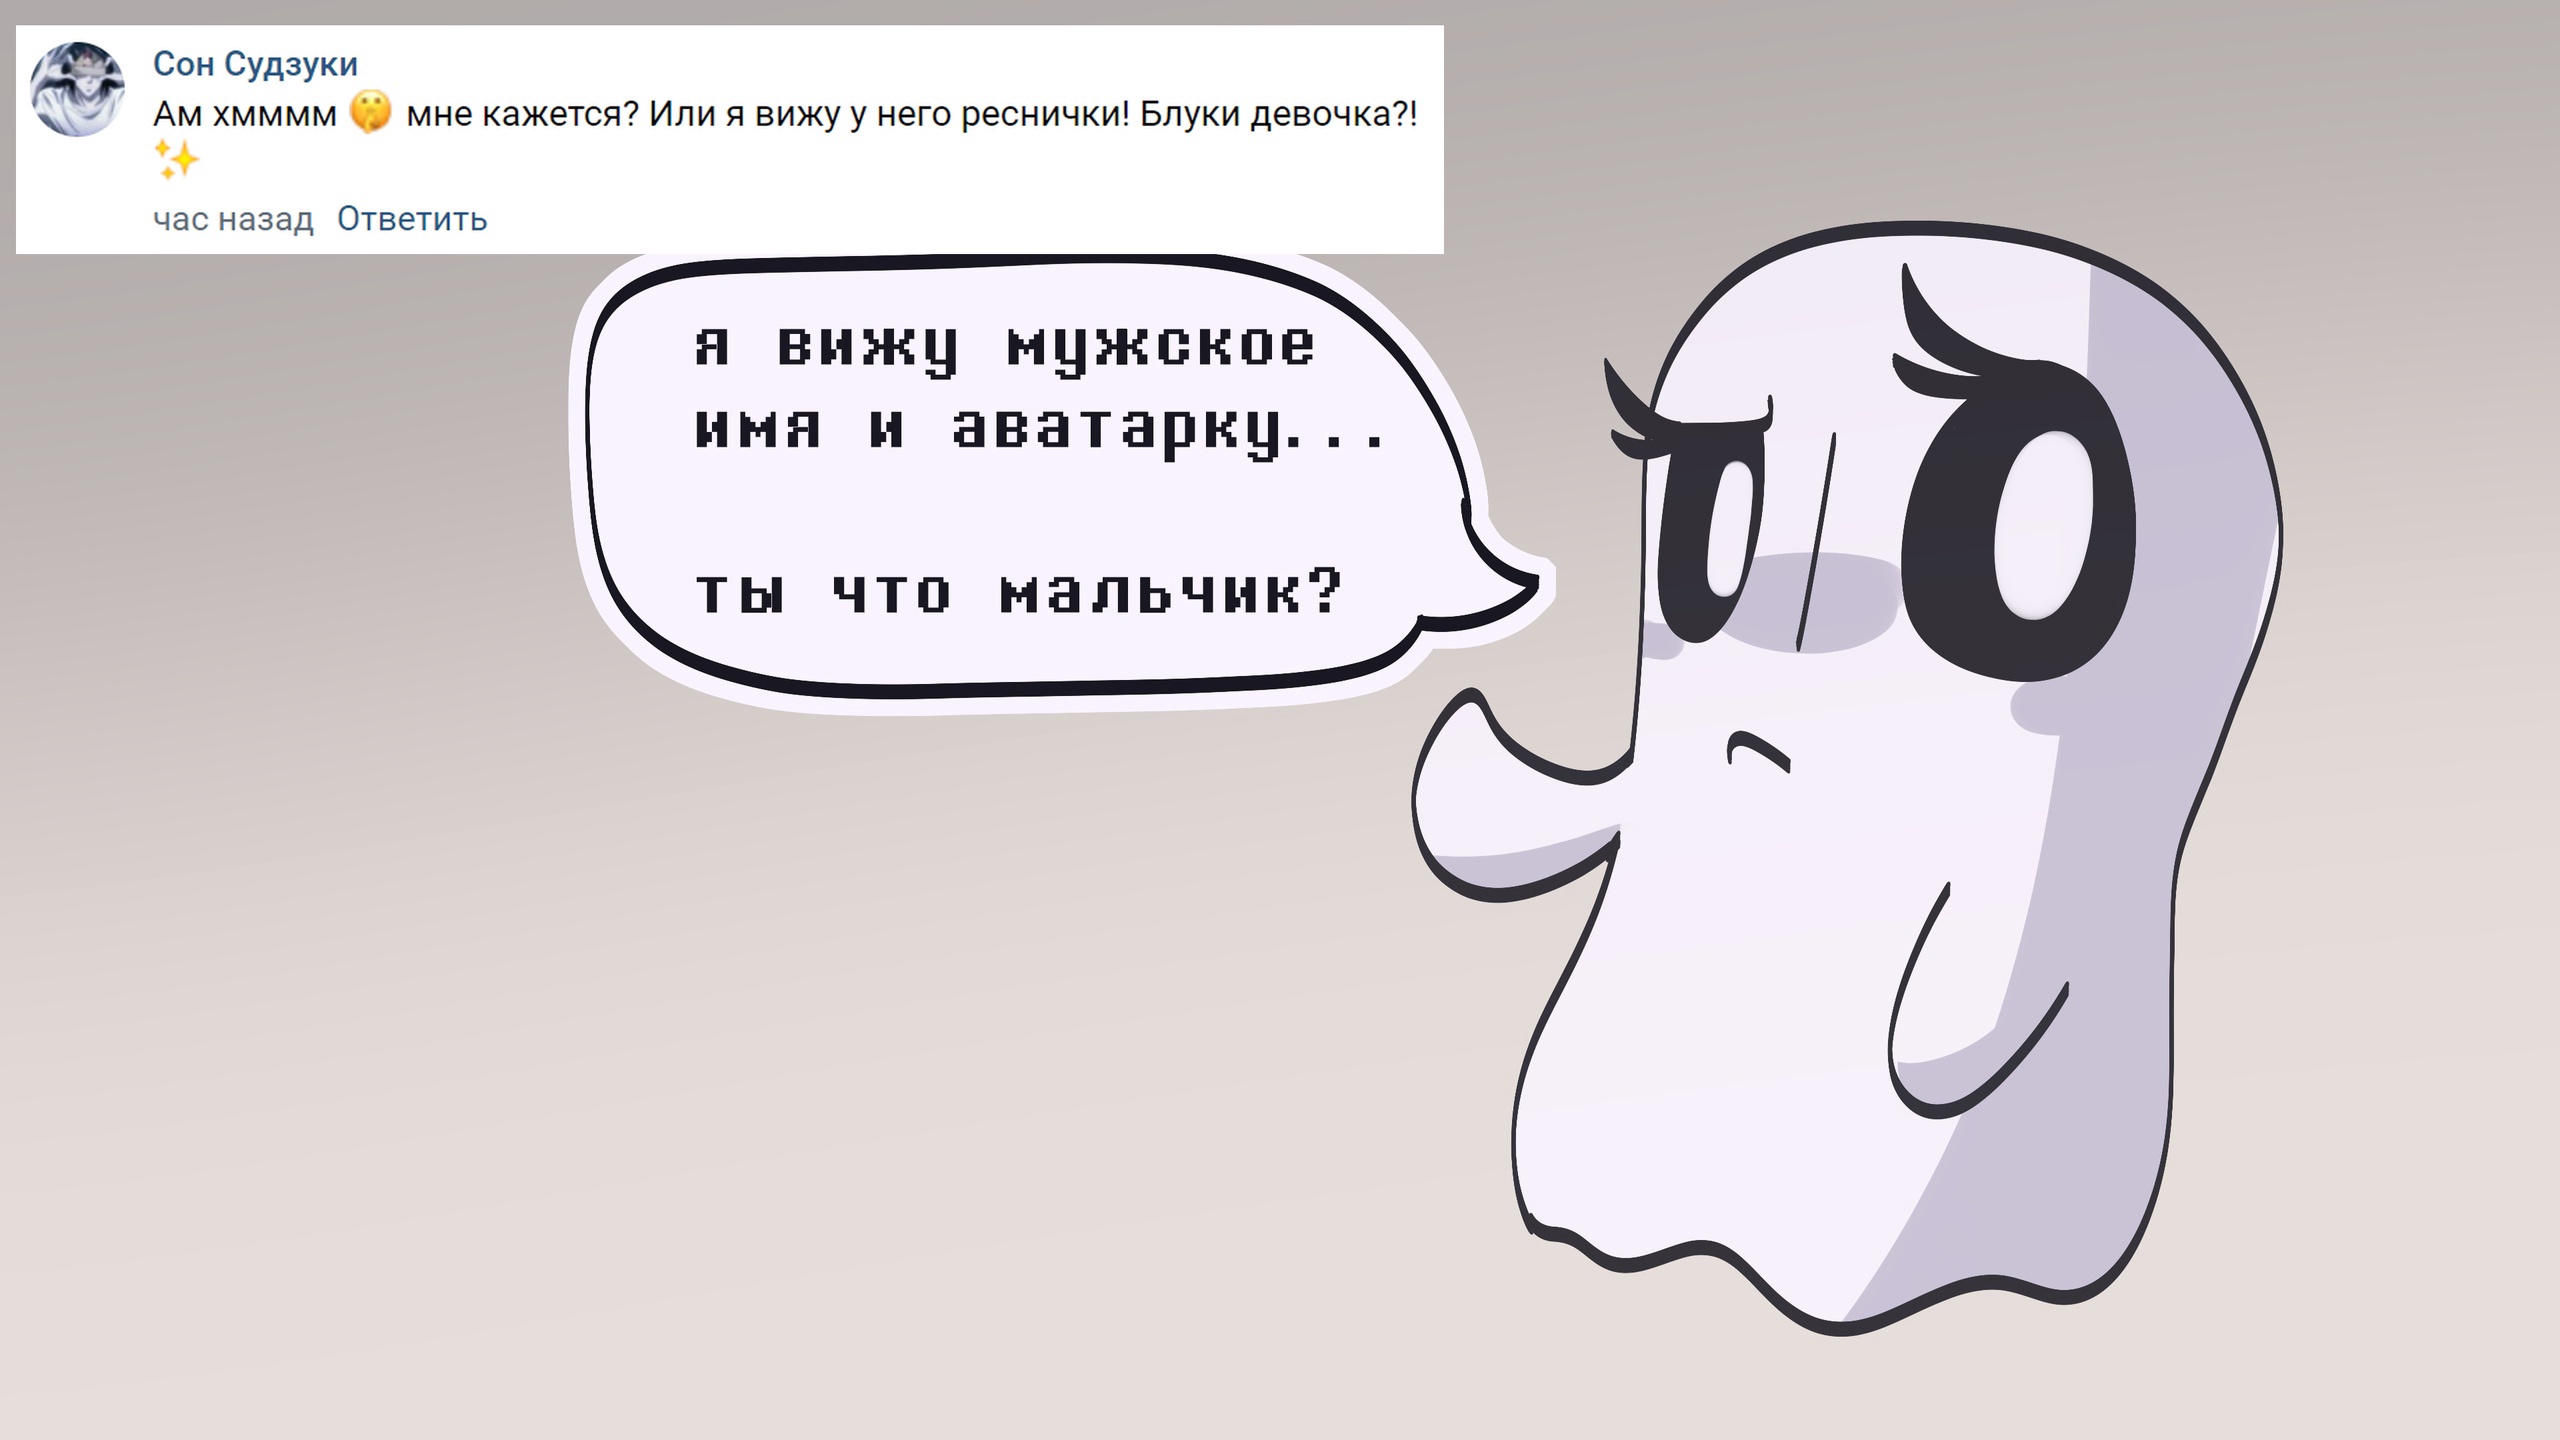 Сон Судзуки
Ам хмммм 🤫 мне кажется? Или я вижу у него реснички! Блуки девочка?!
✨
час назад Ответить
я вижу мужское
имя и аватарку...
ты что мальчик?